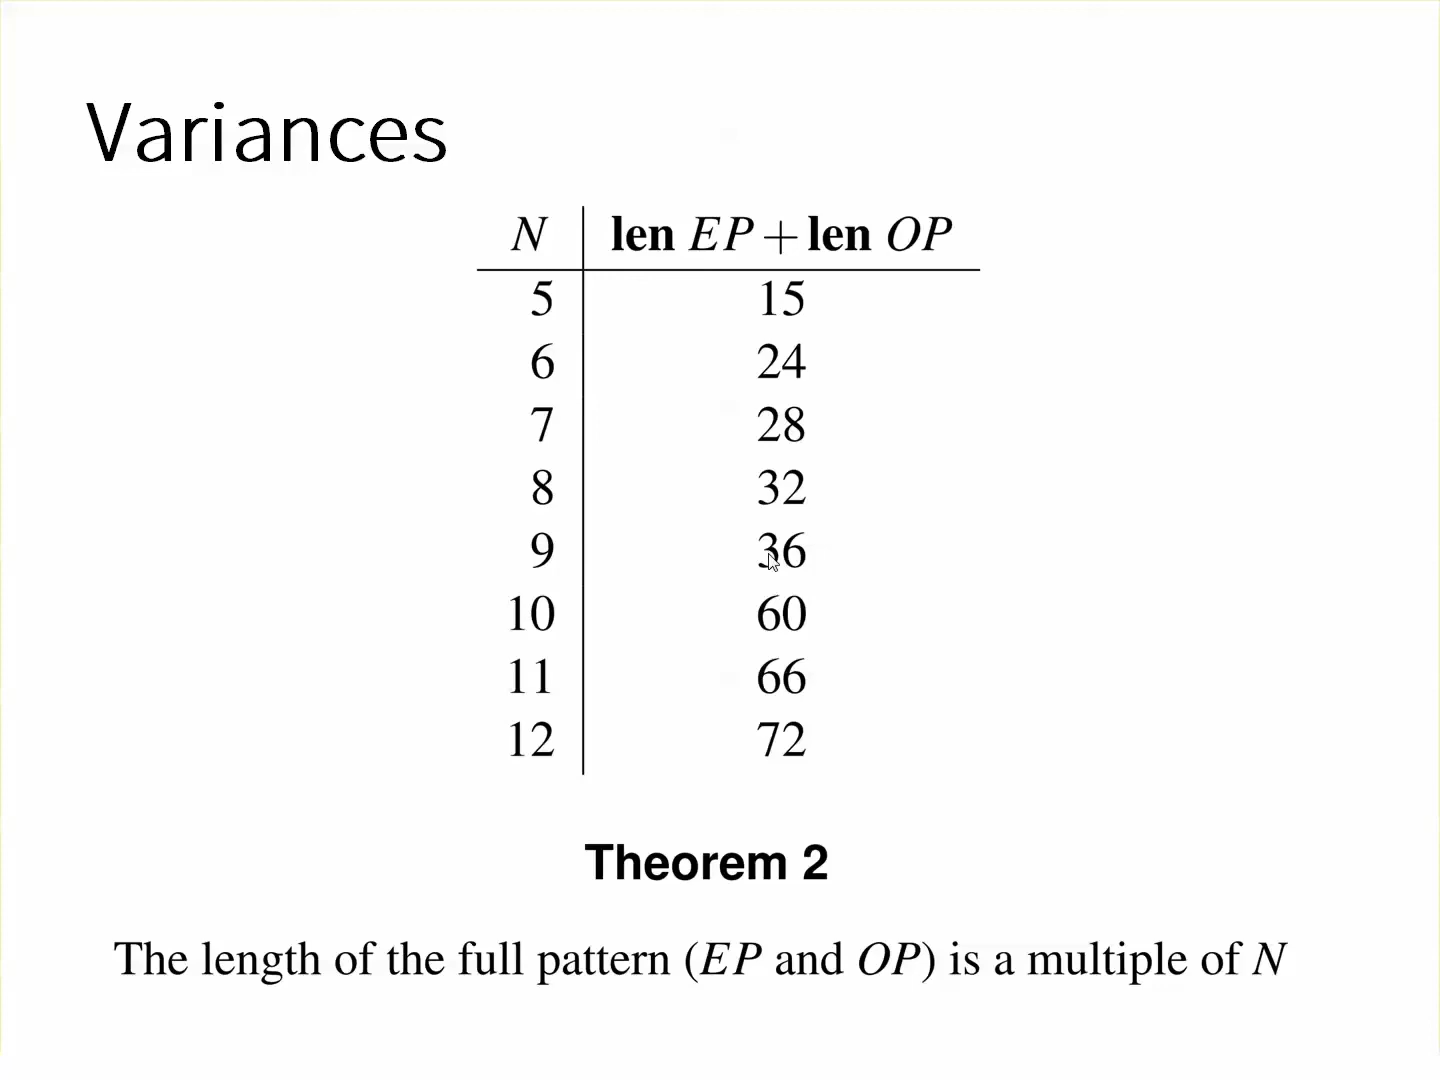 Variances
N len EP + len OP
5 15
6 24
7 28
8 32
9 36
10 60
11 66
12 72
Theorem 2
The length of the full pattern (EP and OP) is a multiple of N